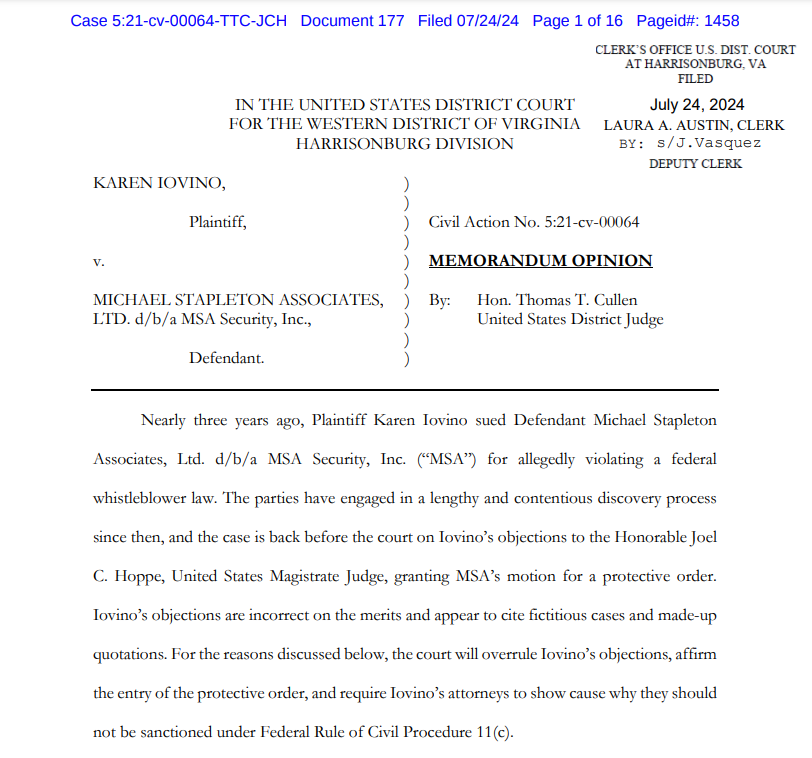 Case 5:21-cv-00064-TTC-JCH Document 177 Filed 07/24/24 Page 1 of 16 Pageid#: 1458
CLERK'S OFFICE U.S. DIST. COURT
AT HARRISONBURG, VA
FILED
July 24, 2024
LAURA A. AUSTIN, CLERK
BY: s/J.Vasquez
DEPUTY CLERK
IN THE UNITED STATES DISTRICT COURT
FOR THE WESTERN DISTRICT OF VIRGINIA
HARRISONBURG DIVISION
KAREN IOVINO, )
)
Plaintiff, ) Civil Action No. 5:21-cv-00064
)
v. ) MEMORANDUM OPINION
)
MICHAEL STAPLETON ASSOCIATES, ) By: Hon. Thomas T. Cullen
LTD. d/b/a MSA Security, Inc., ) United States District Judge
)
Defendant. )
Nearly three years ago, Plaintiff Karen Iovino sued Defendant Michael Stapleton
Associates, Ltd. d/b/a MSA Security, Inc. (“MSA”) for allegedly violating a federal
whistleblower law. The parties have engaged in a lengthy and contentious discovery process
since then, and the case is back before the court on Iovino’s objections to the Honorable Joel
C. Hoppe, United States Magistrate Judge, granting MSA’s motion for a protective order.
Iovino’s objections are incorrect on the merits and appear to cite fictitious cases and made-up
quotations. For the reasons discussed below, the court will overrule Iovino’s objections, affirm
the entry of the protective order, and require Iovino’s attorneys to show cause why they should
not be sanctioned under Federal Rule of Civil Procedure 11(c).